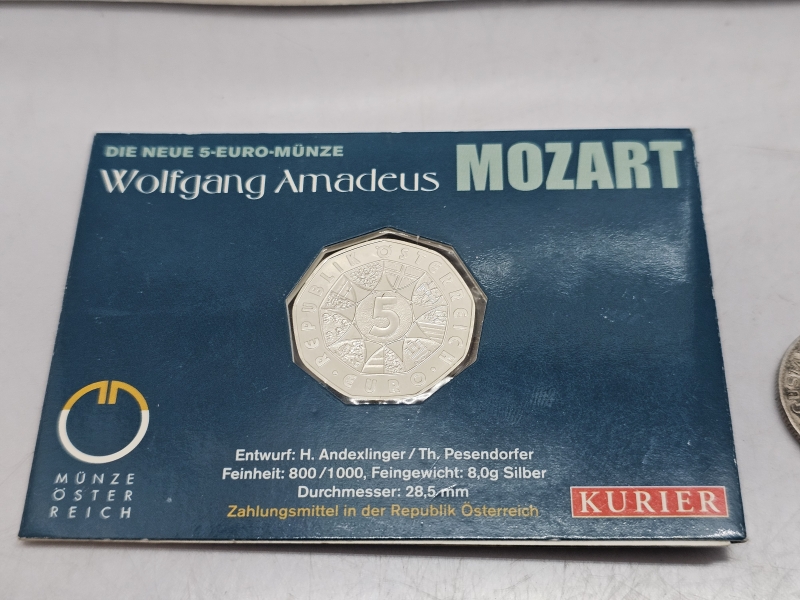 DIE NEUE 5-EURO-MÜNZE
Wolfgang Amadeus MOZART
REPUBLIK ÖSTERREICH
5
EURO
Entwurf: H. Andexlinger / Th. Pesendorfer
Feinheit: 800/1000, Feingewicht: 8,0g Silber
Durchmesser: 28,5 mm
Zahlungsmittel in der Republik Österreich
MÜNZE
ÖSTER
REICH
KURIER